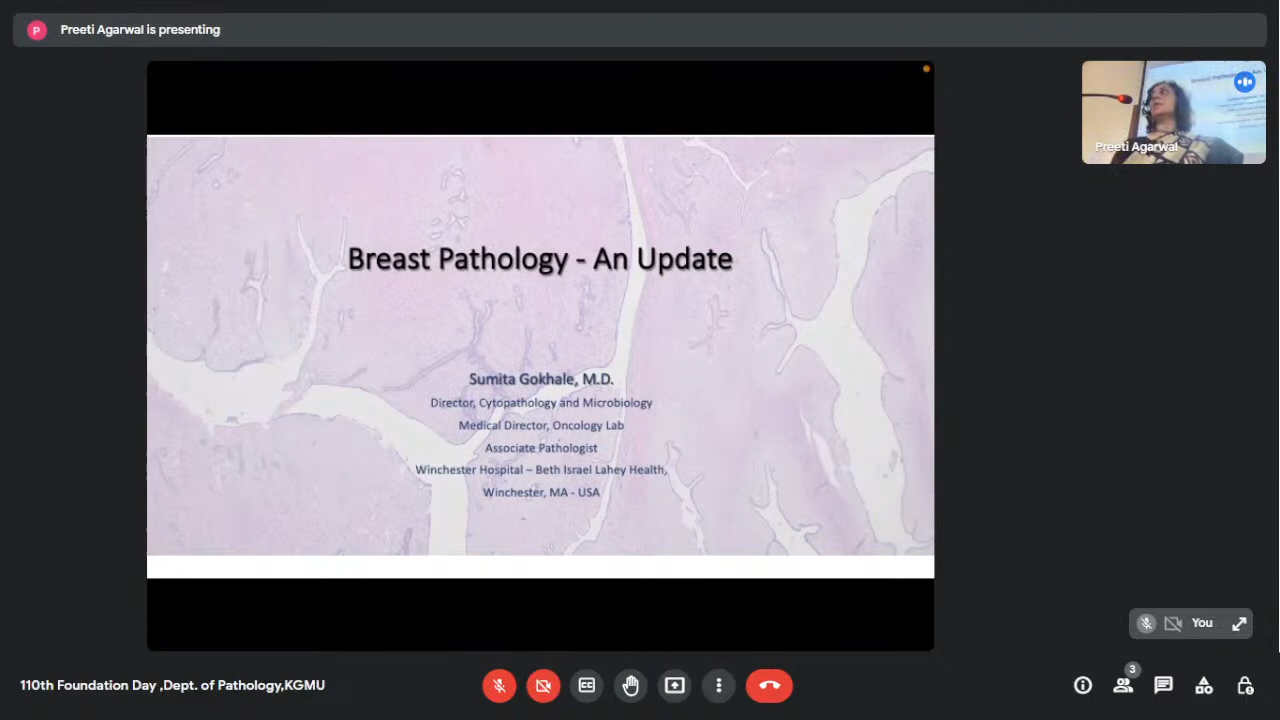 P
Preeti Agarwal is presenting
Breast Pathology - An Update
Sumita Gokhale, M.D.
Director, Cytopathology and Microbiology
Medical Director, Oncology Lab
Associate Pathologist
Winchester Hospital – Beth Israel Lahey Health,
Winchester, MA - USA
Preeti Agarwal
You
110th Foundation Day ,Dept. of Pathology,KGMU
CC
3